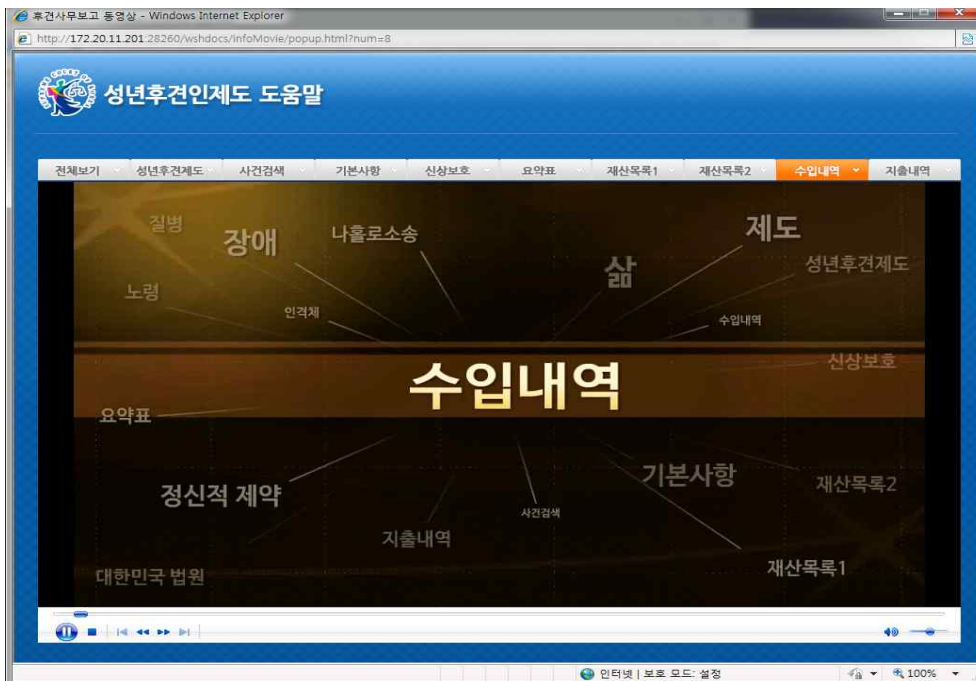 후견사무보고 동영상 - Windows Internet Explorer
http://172.20.11.201:28260/wshdocs/infoMovie/popup.html?num=8
성년후견인제도 도움말
전체보기 성년후견제도 사건검색 기본사항 신상보호 요약표 재산목록1 재산목록2 수입내역 지출내역
질병
장애
나홀로소송
제도
삶
성년후견제도
노령
인격체
수입내역
수입내역
신상보호
요약표
기본사항
정신적 제약
재산목록2
사건검색
지출내역
재산목록1
대한민국 법원
인터넷 | 보호 모드: 설정
100%